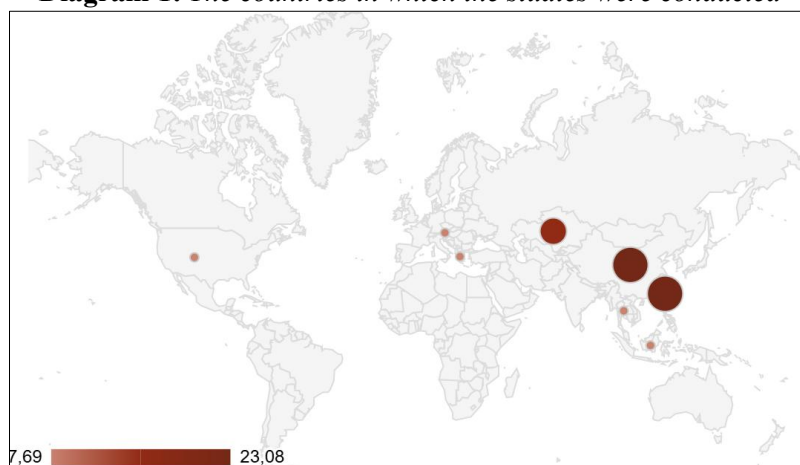 Diagram 1. The countries in which the studies were conducted
7,69 23,08